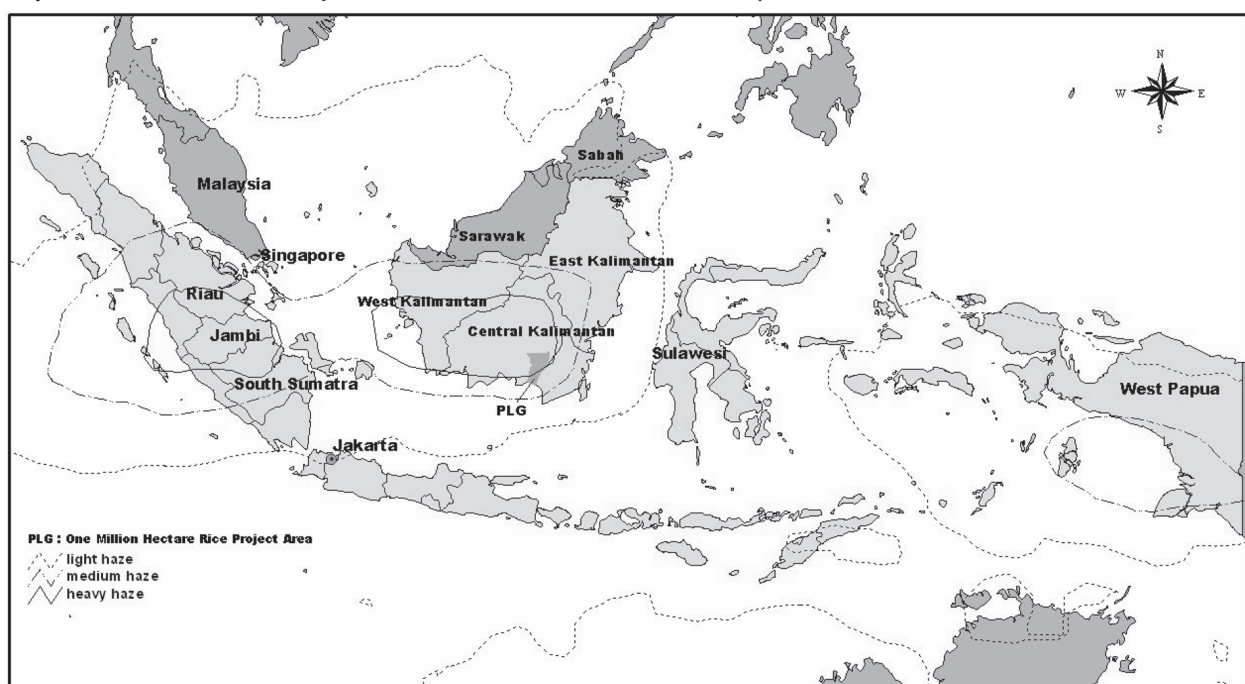 N
W E
S
Sabah
Malaysia
Sarawak
Singapore
East Kalimantan
Riau
West Kalimantan
Jambi
Central Kalimantan
Sulawesi
South Sumatra
West Papua
PLG
Jakarta
PLG : One Million Hectare Rice Project Area
light haze
medium haze
heavy haze